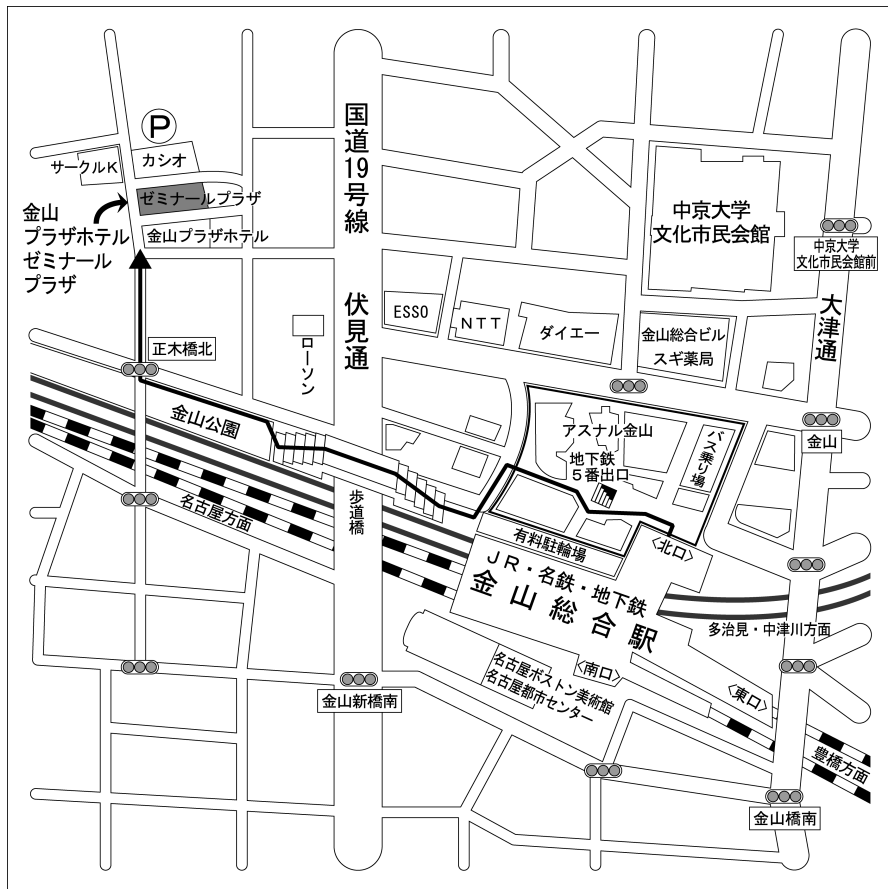 Ⓟ
サークルK
カシオ
ゼミナールプラザ
金山プラザホテル
金山
プラザホテル
ゼミナール
プラザ
国道19号線
伏見通
正木橋北
ローソン
ESSO
NTT
ダイエー
中京大学
文化市民会館
中京大学
文化市民会館前
大津通
金山総合ビル
スギ薬局
金山
アスナル金山
地下鉄
5番出口
バス乗り場
金山公園
名古屋方面
歩道橋
有料駐輪場
<北口>
JR・名鉄・地下鉄
金山総合駅
多治見・中津川方面
<南口>
名古屋ボストン美術館
名古屋都市センター
<東口>
金山新橋南
豊橋方面
金山橋南